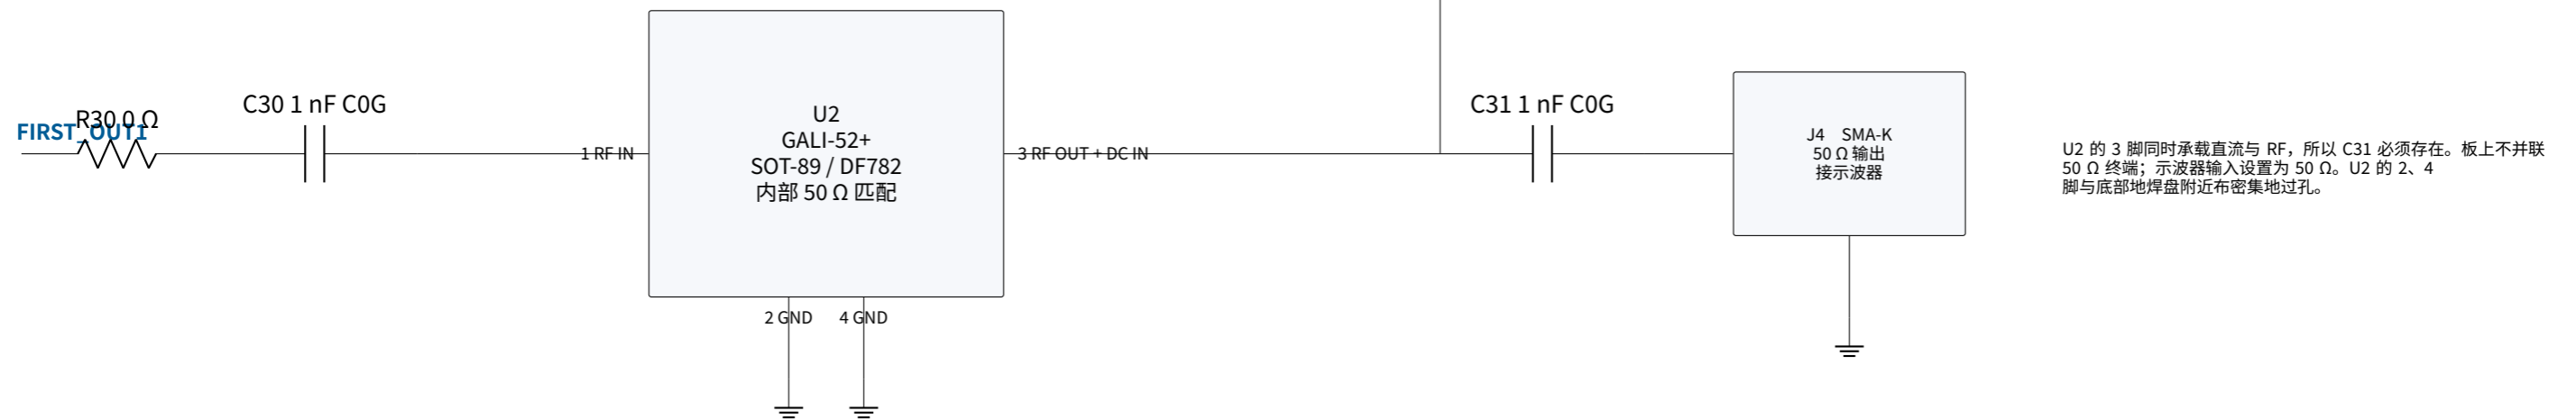 FIRST_OUT1
R30 0 Ω
C30 1 nF C0G
1 RF IN
U2
GALI-52+
SOT-89 / DF782
内部 50 Ω 匹配
3 RF OUT + DC IN
2 GND
4 GND
C31 1 nF C0G
J4 SMA-K
50 Ω 输出
接示波器
U2 的 3 脚同时承载直流与 RF，所以 C31 必须存在。板上不并联
50 Ω 终端；示波器输入设置为 50 Ω。U2 的 2、4
脚与底部地焊盘附近布密集地过孔。